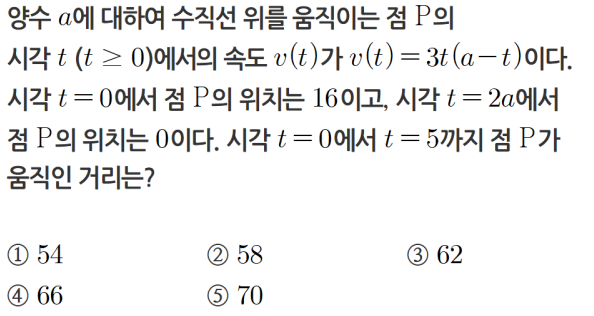 양수 a에 대하여 수직선 위를 움직이는 점 P의
시각 t (t ≥ 0)에서의 속도 v(t)가 v(t)=3t(a-t)이다.
시각 t=0에서 점 P의 위치는 16이고, 시각 t=2a에서
점 P의 위치는 0이다. 시각 t=0에서 t=5까지 점 P가
움직인 거리는?
① 54 ② 58 ③ 62
④ 66 ⑤ 70